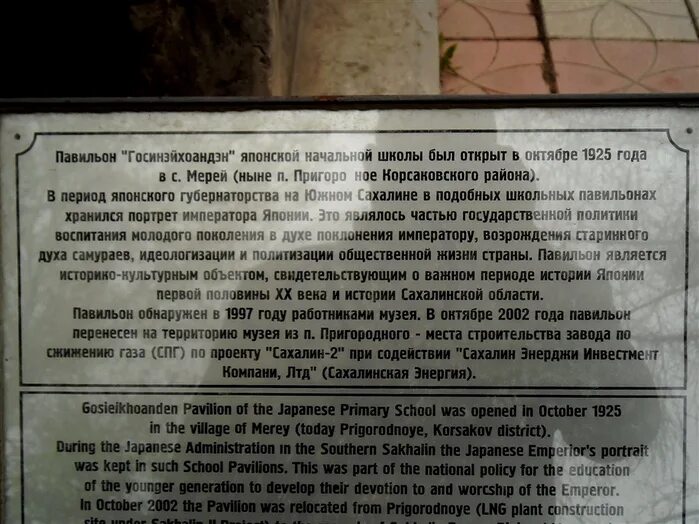 Павильон "Госинэйхоандэн" японской начальной школы был открыт в октябре 1925 года
в с. Мерей (ныне п. Пригоро ное Корсаковского района).
В период японского губернаторства на Южном Сахалине в подобных школьных павильонах
хранился портрет императора Японии. Это являлось частью государственной политики
воспитания молодого поколения в духе поклонения императору, возрождения старинного
духа самураев, идеологизации и политизации общественной жизни страны. Павильон является
историко-культурным объектом, свидетельствующим о важном периоде истории Японии
первой половины XX века и истории Сахалинской области.
Павильон обнаружен в 1997 году работниками музея. В октябре 2002 года павильон
перенесен на территорию музея из п. Пригородного - места строительства завода по
сжижению газа (СПГ) по проекту "Сахалин-2" при содействии "Сахалин Энерджи Инвестмент
Компани, Лтд" (Сахалинская Энергия).
Gosieikhoanden Pavilion of the Japanese Primary School was opened in October 1925
in the village of Merey (today Prigorodnoye, Korsakov district).
During the Japanese Administration in the Southern Sakhalin the Japanese Emperior's portrait
was kept in such School Pavilions. This was part of the national policy for the education
of the younger generation to develop their devotion to and worcship of the Emperor.
In October 2002 the Pavilion was relocated from Prigorodnoye (LNG plant construction
site under Sakhalin II Project) to the